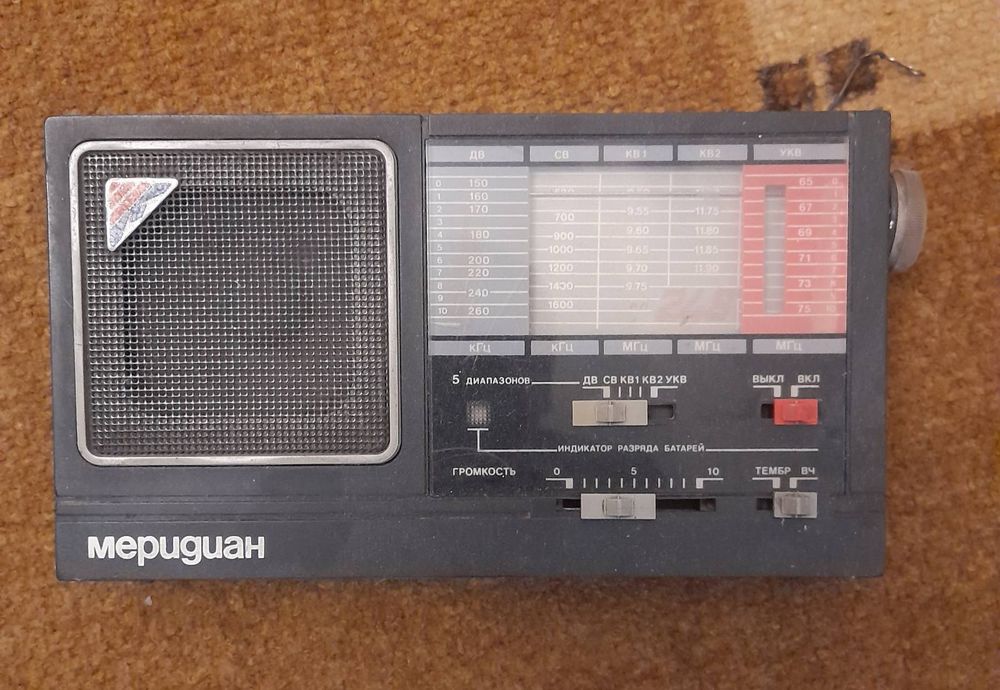 ДВ СВ КВ1 КВ2 УКВ
0 150 65 0
1 160 1
2 170 9.55 11.75 67 2
3 700
4 180 900 9.60 11.80 69 4
5 1000 9.65 11.85 5
6 200 71 6
7 220 1200 9.70 11.90 7
8 1400 9.75 73 8
9 240
10 260 1600 75 10
кГц кГц МГц МГц МГц
5 ДИАПАЗОНОВ ДВ СВ КВ1 КВ2 УКВ ВЫКЛ ВКЛ
ИНДИКАТОР РАЗРЯДА БАТАРЕЙ
ГРОМКОСТЬ 0 5 10 ТЕМБР ВЧ
меридиан